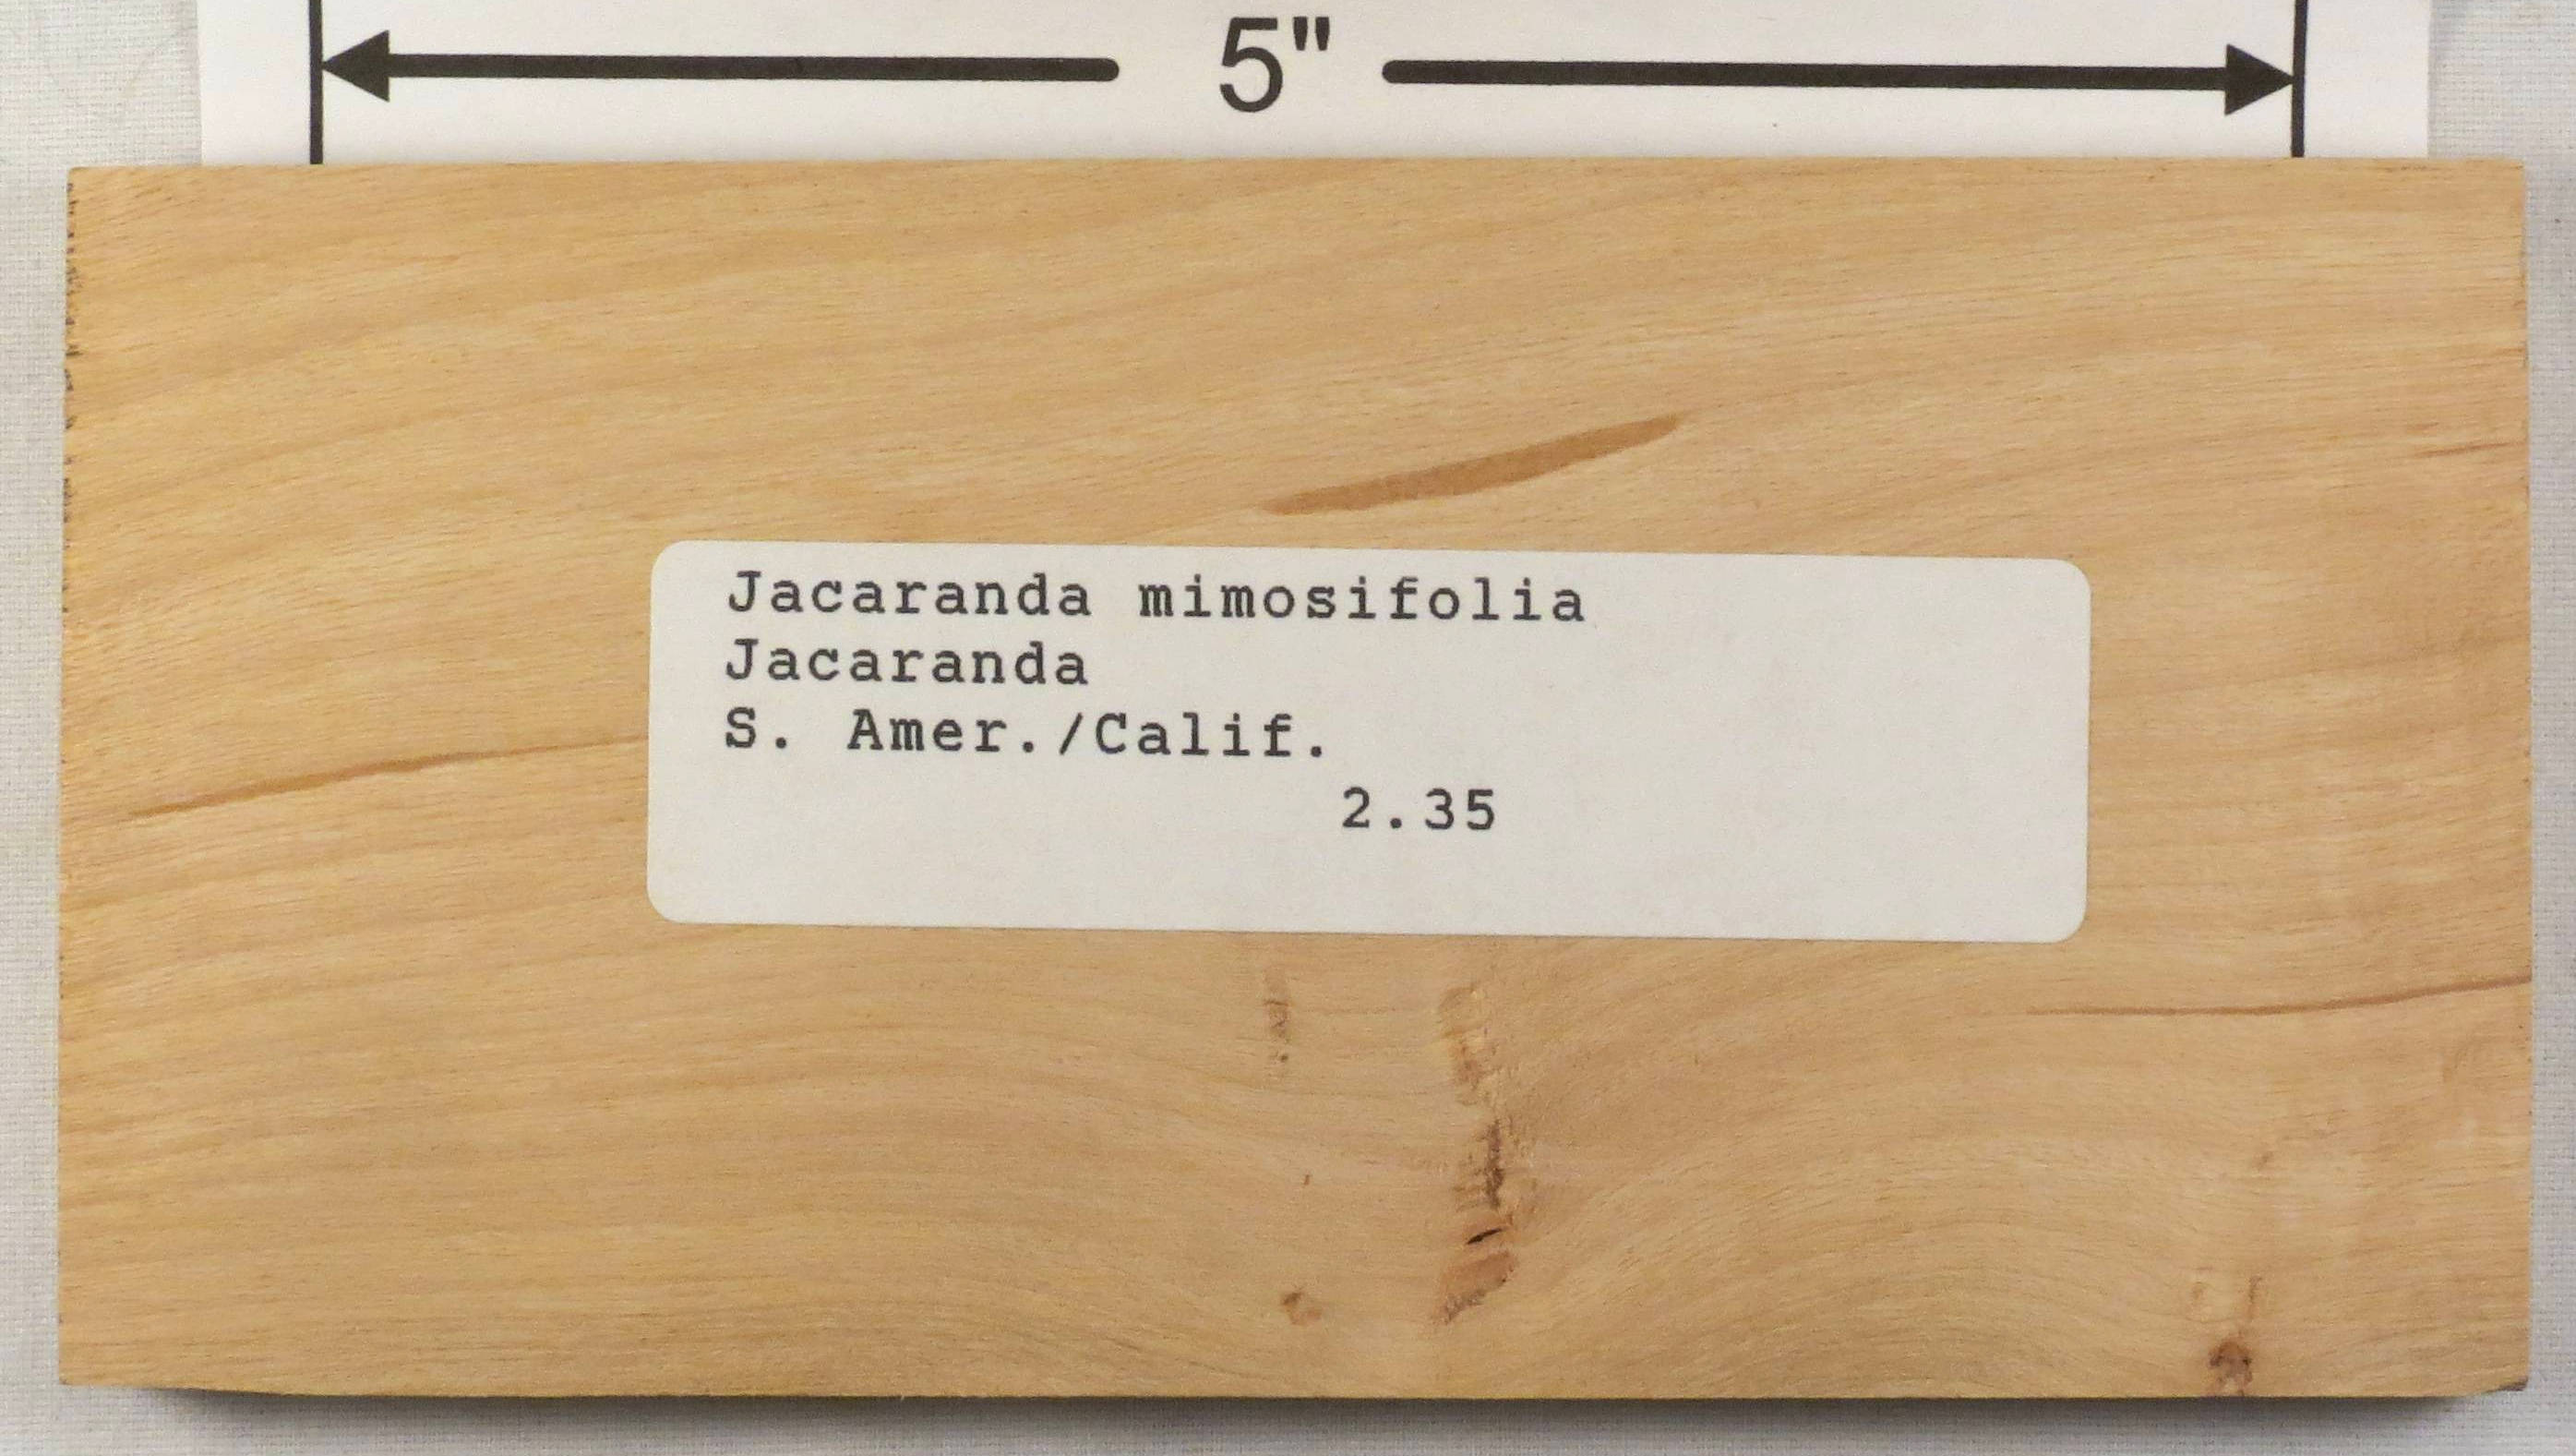 5"
Jacaranda mimosifolia
Jacaranda
S. Amer./Calif.
2.35